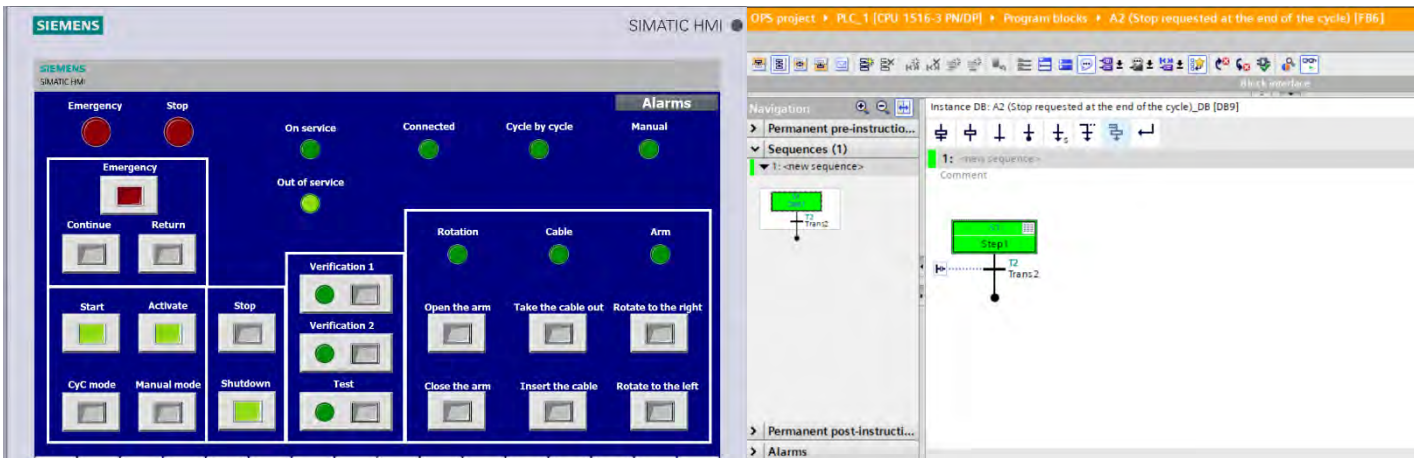 SIEMENS
SIMATIC HMI
SIEMENS
SIMATIC HMI
Alarms
Emergency
Stop
On service
Connected
Cycle by cycle
Manual
Emergency
Out of service
Continue
Return
Rotation
Cable
Arm
Verification 1
Start
Activate
Stop
Open the arm
Take the cable out
Rotate to the right
Verification 2
CyC mode
Manual mode
Shutdown
Test
Close the arm
Insert the cable
Rotate to the left
OPS project ▸ PLC_1 [CPU 1516-3 PN/DP] ▸ Program blocks ▸ A2 (Stop requested at the end of the cycle) [FB6]
Block interface
Navigation
Instance DB: A2 (Stop requested at the end of the cycle)_DB [DB9]
Permanent pre-instructio...
Sequences (1)
1: <new sequence>
T2
Trans2
Permanent post-instructi...
Alarms
1: <new sequence>
Comment
Step1
T2
Trans2